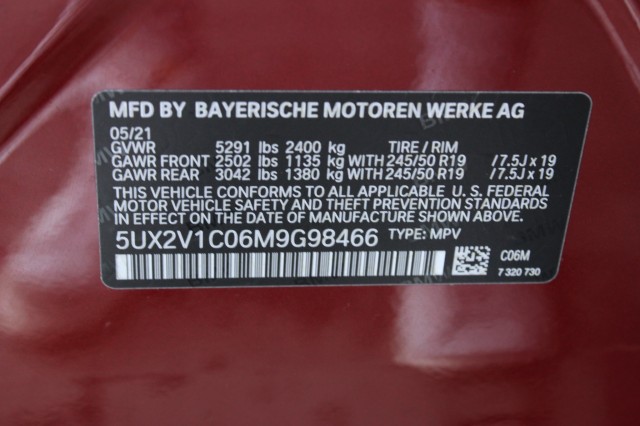 MFD BY BAYERISCHE MOTOREN WERKE AG
05/21
GVWR 5291 lbs 2400 kg TIRE / RIM
GAWR FRONT 2502 lbs 1135 kg WITH 245/50 R19 /7.5J x 19
GAWR REAR 3042 lbs 1380 kg WITH 245/50 R19 /7.5J x 19
THIS VEHICLE CONFORMS TO ALL APPLICABLE U. S. FEDERAL
MOTOR VEHICLE SAFETY, BUMPER, AND THEFT PREVENTION
STANDARDS IN EFFECT ON THE DATE OF MANUFACTURE SHOWN ABOVE.
5UX2V1C06M9G98466 TYPE: MPV
C06M
7 320 730